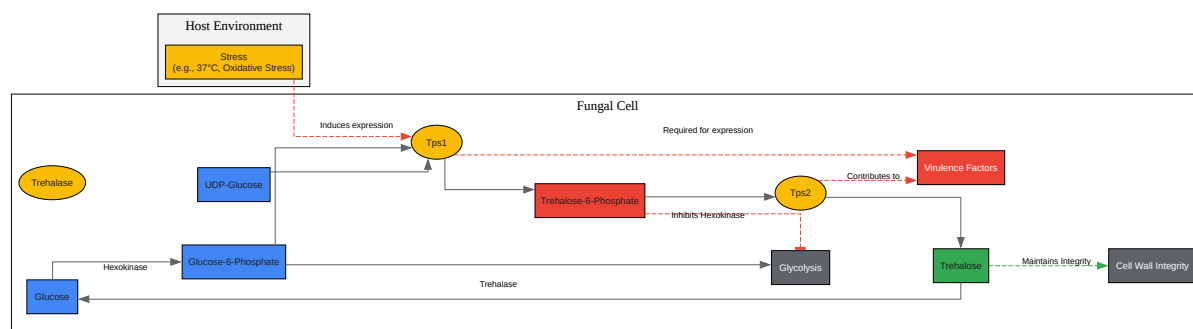 Host Environment
Stress
(e.g., 37°C, Oxidative Stress)
Fungal Cell
Induces expression
Required for expression
Tps1
Virulence Factors
Contributes to
Trehalase
UDP-Glucose
Tps2
Trehalose-6-Phosphate
Inhibits Hexokinase
Glucose-6-Phosphate
Hexokinase
Glycolysis
Trehalose
Maintains Integrity
Cell Wall Integrity
Trehalase
Glucose